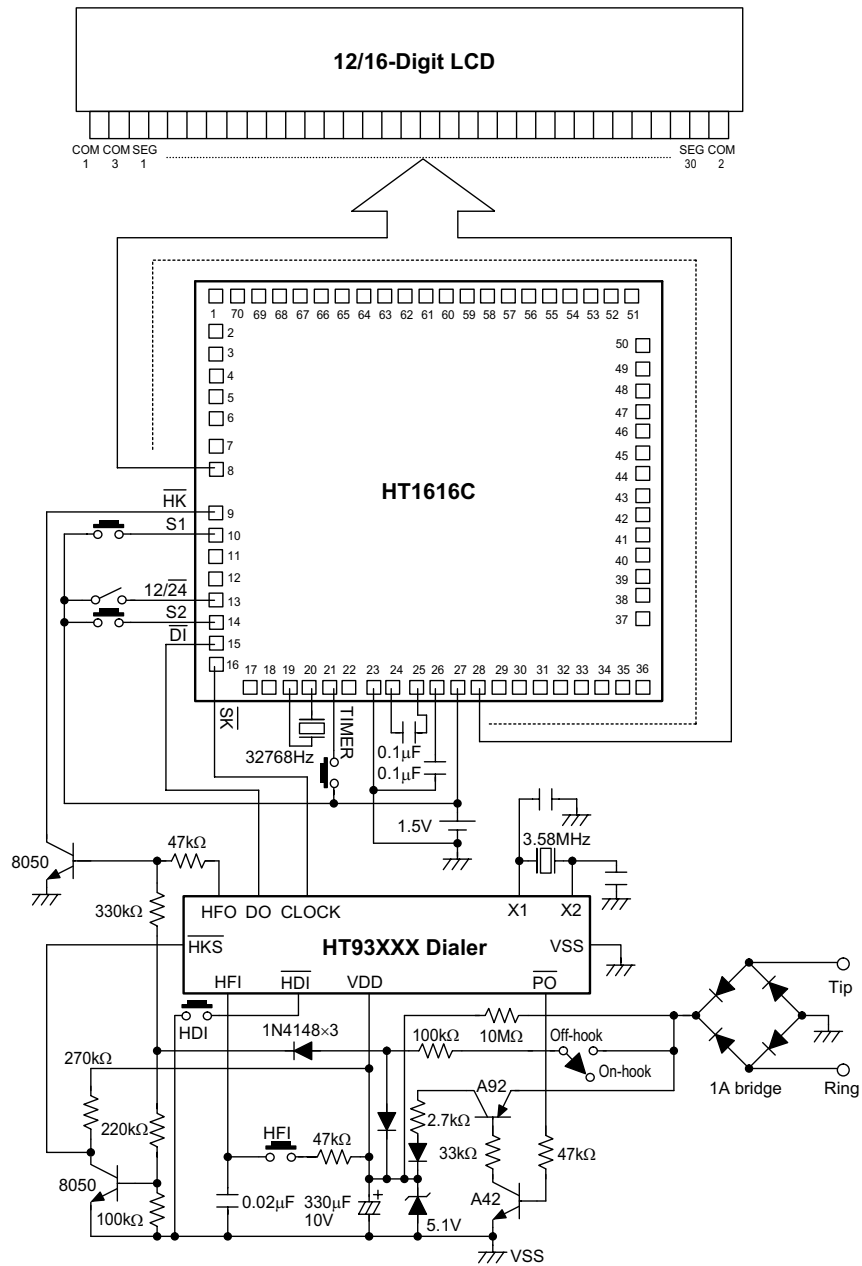 12/16-Digit LCD
COM COM SEG
1 3 1
SEG COM
30 2
1 70 69 68 67 66 65 64 63 62 61 60 59 58 57 56 55 54 53 52 51
2
3
4
5
6
7
8
9
10
11
12
13
14
15
16
50
49
48
47
46
45
44
43
42
41
40
39
38
37
HT1616C
HK
S1
12/24
S2
DI
17 18 19 20 21 22 23 24 25 26 27 28 29 30 31 32 33 34 35 36
SK
32768Hz
TIMER
0.1µF
0.1µF
1.5V
3.58MHz
8050
47kΩ
330kΩ
HFO DO CLOCK X1 X2
HKS
HT93XXX Dialer
VSS
HFI HDI VDD PO
HDI
1N4148×3
100kΩ
10MΩ
Off-hook
On-hook
Tip
1A bridge
Ring
270kΩ
220kΩ
HFI
47kΩ
2.7kΩ
A92
33kΩ
47kΩ
8050
100kΩ
0.02µF
330µF
10V
+
5.1V
A42
VSS